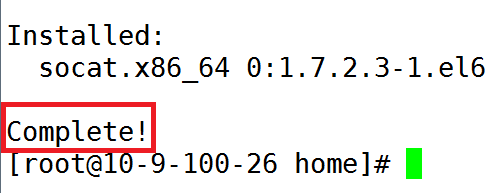 Installed:
socat.x86_64 0:1.7.2.3-1.el6
Complete!
[root@10-9-100-26 home]#